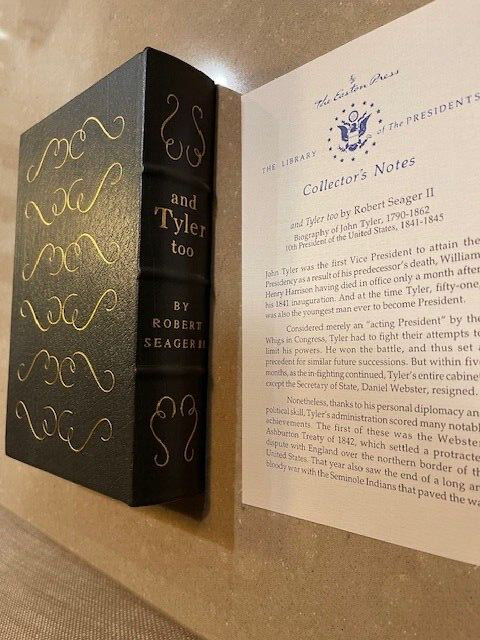 and
Tyler
too
BY
ROBERT
SEAGER II
The Easton Press
THE LIBRARY of The PRESIDENTS
Collector's Notes
and Tyler too by Robert Seager II
Biography of John Tyler, 1790-1862
10th President of the United States, 1841-1845
John Tyler was the first Vice President to attain the
Presidency as a result of his predecessor's death, William
Henry Harrison having died in office only a month after
his 1841 inauguration. And at the time Tyler, fifty-one,
was also the youngest man ever to become President.
Considered merely an "acting President" by the
Whigs in Congress, Tyler had to fight their attempts to
limit his powers. He won the battle, and thus set a
precedent for similar future successions. But within five
months, as the in-fighting continued, Tyler's entire cabinet
except the Secretary of State, Daniel Webster, resigned.
Nonetheless, thanks to his personal diplomacy an
political skill, Tyler's administration scored many notabl
achievements. The first of these was the Webster
Ashburton Treaty of 1842, which settled a protracte
dispute with England over the northern border of th
United States. That year also saw the end of a long an
bloody war with the Seminole Indians that paved the wa